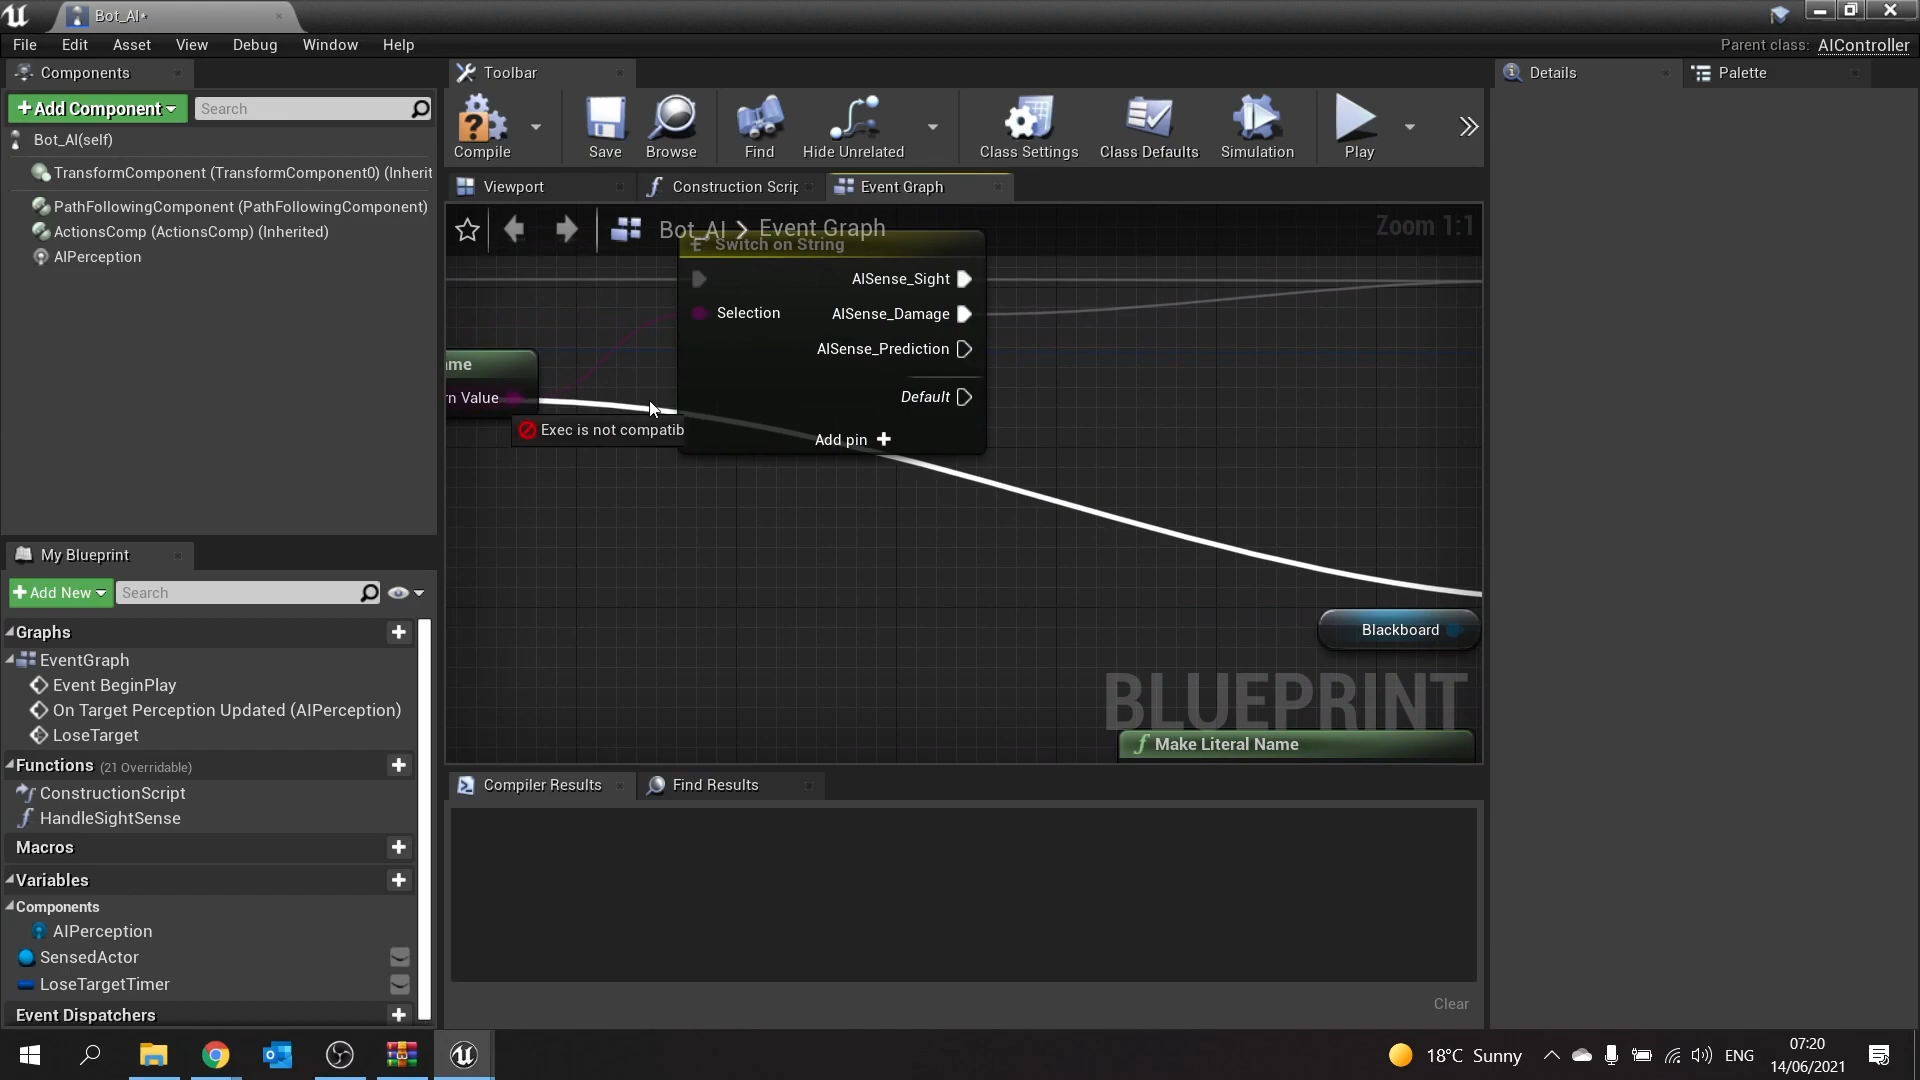 Bot_AI*
File Edit Asset View Debug Window Help
Parent class: AIController
Components
Toolbar
Details
Palette
Add Component
Search
Bot_AI(self)
TransformComponent (TransformComponent0) (Inherit
PathFollowingComponent (PathFollowingComponent)
ActionsComp (ActionsComp) (Inherited)
AIPerception
Compile
Save
Browse
Find
Hide Unrelated
Class Settings
Class Defaults
Simulation
Play
Viewport
Construction Scrip
Event Graph
Bot_AI > Event Graph
Zoom 1:1
Switch on String
AISense_Sight
Selection
AISense_Damage
AISense_Prediction
Default
Add pin +
me
rn Value
Exec is not compatib
Blackboard
BLUEPRINT
Make Literal Name
My Blueprint
Add New
Search
Graphs
EventGraph
Event BeginPlay
On Target Perception Updated (AIPerception)
LoseTarget
Functions (21 Overridable)
ConstructionScript
HandleSightSense
Macros
Variables
Components
AIPerception
SensedActor
LoseTargetTimer
Event Dispatchers
Compiler Results
Find Results
Clear
18°C Sunny
ENG
07:20
14/06/2021